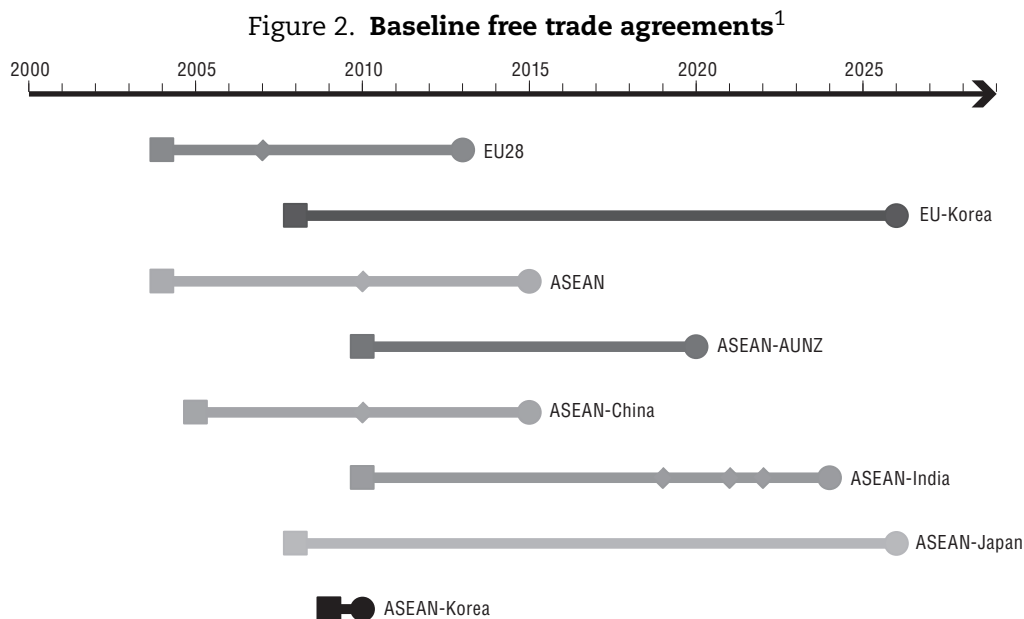 Figure 2. Baseline free trade agreements1
2000 2005 2010 2015 2020 2025
EU28
EU-Korea
ASEAN
ASEAN-AUNZ
ASEAN-China
ASEAN-India
ASEAN-Japan
ASEAN-Korea